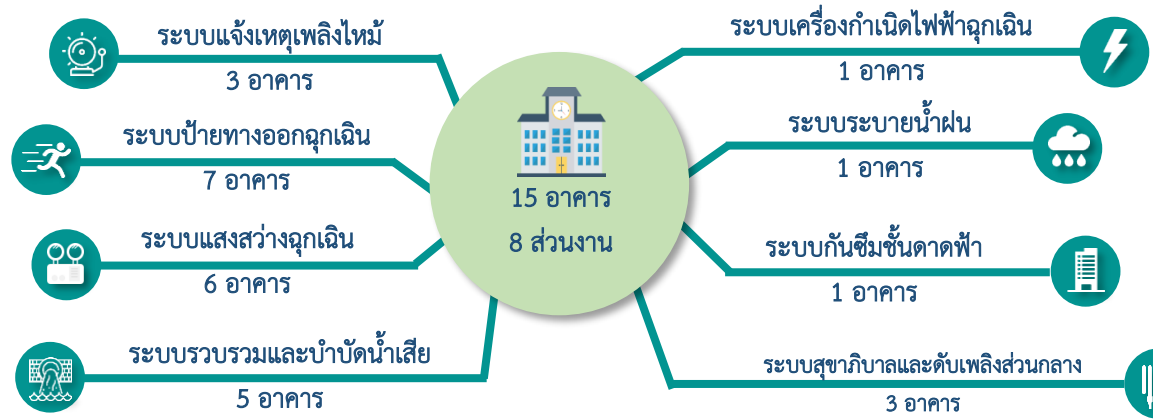 ระบบแจ้งเหตุเพลิงไหม้
3 อาคาร
ระบบป้ายทางออกฉุกเฉิน
7 อาคาร
ระบบแสงสว่างฉุกเฉิน
6 อาคาร
ระบบรวบรวมและบำบัดน้ำเสีย
5 อาคาร
15 อาคาร
8 ส่วนงาน
ระบบเครื่องกำเนิดไฟฟ้าฉุกเฉิน
1 อาคาร
ระบบระบายน้ำฝน
1 อาคาร
ระบบกันซึมชั้นดาดฟ้า
1 อาคาร
ระบบสุขาภิบาลและดับเพลิงส่วนกลาง
3 อาคาร